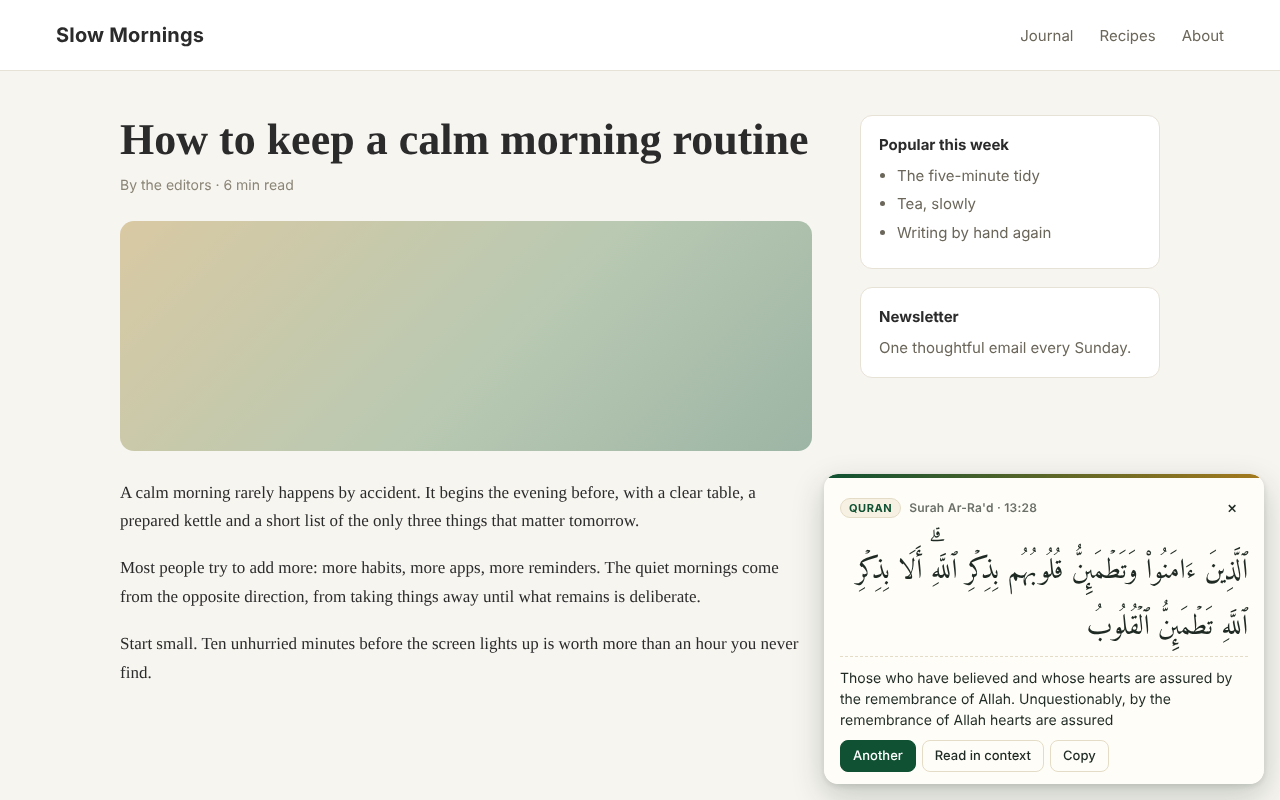 Slow Mornings
Journal
Recipes
About
How to keep a calm morning routine
By the editors · 6 min read
A calm morning rarely happens by accident. It begins the evening before, with a clear table, a
prepared kettle and a short list of the only three things that matter tomorrow.
Most people try to add more: more habits, more apps, more reminders. The quiet mornings come
from the opposite direction, from taking things away until what remains is deliberate.
Start small. Ten unhurried minutes before the screen lights up is worth more than an hour you never
find.
Popular this week
• The five-minute tidy
• Tea, slowly
• Writing by hand again
Newsletter
One thoughtful email every Sunday.
QURAN
Surah Ar-Ra'd · 13:28
×
ٱلَّذِينَ ءَامَنُوا۟ وَتَطْمَئِنُّ قُلُوبُهُم بِذِكْرِ ٱللَّهِ ۗ أَلَا بِذِكْرِ
ٱللَّهِ تَطْمَئِنُّ ٱلْقُلُوبُ
Those who have believed and whose hearts are assured by
the remembrance of Allah. Unquestionably, by the
remembrance of Allah hearts are assured
Another
Read in context
Copy